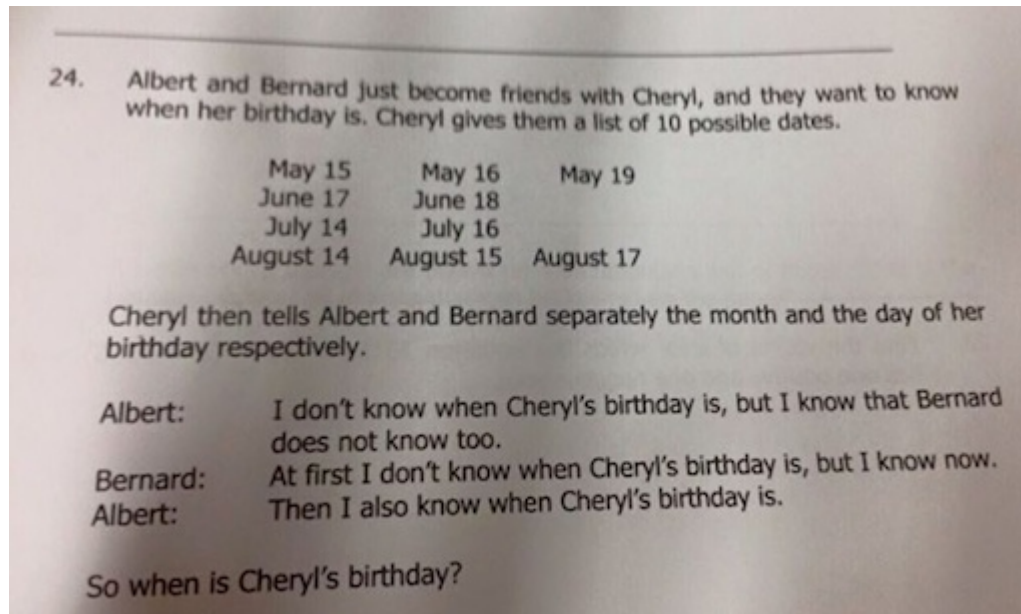 24. Albert and Bernard just become friends with Cheryl, and they want to know
when her birthday is. Cheryl gives them a list of 10 possible dates.
May 15 May 16 May 19
June 17 June 18
July 14 July 16
August 14 August 15 August 17
Cheryl then tells Albert and Bernard separately the month and the day of her
birthday respectively.
Albert: I don't know when Cheryl's birthday is, but I know that Bernard
does not know too.
Bernard: At first I don't know when Cheryl's birthday is, but I know now.
Albert: Then I also know when Cheryl's birthday is.
So when is Cheryl's birthday?